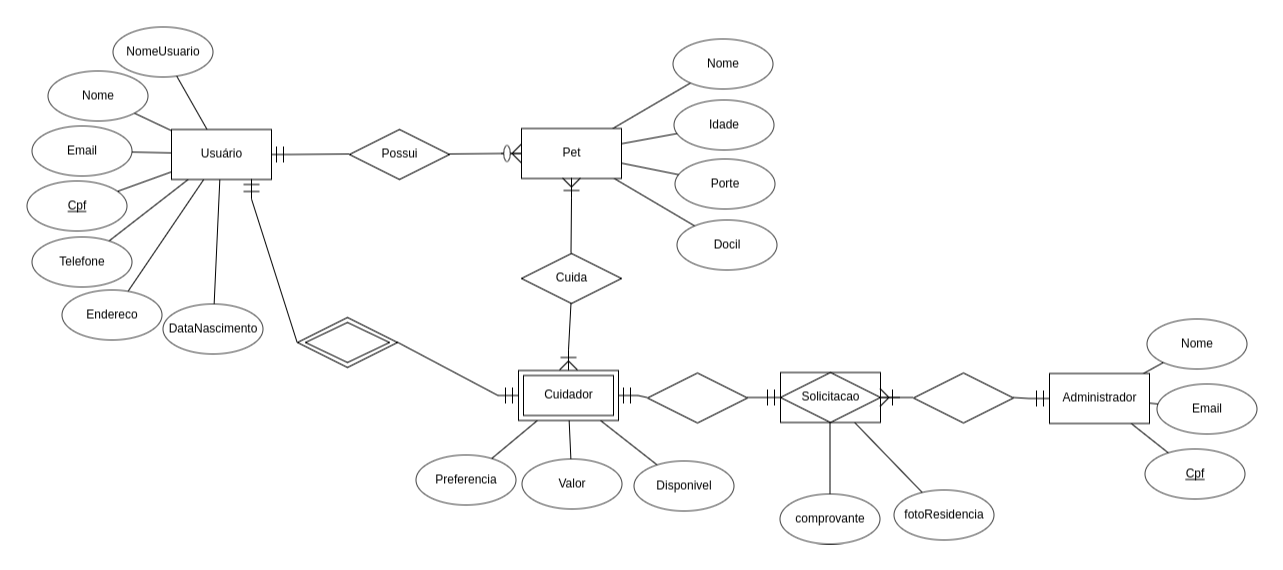 NomeUsuario
Nome
Email
Cpf
Telefone
Endereco
DataNascimento
Usuário
Possui
Pet
Nome
Idade
Porte
Docil
Cuida
Cuidador
Preferencia
Valor
Disponivel
Solicitacao
comprovante
fotoResidencia
Administrador
Nome
Email
Cpf